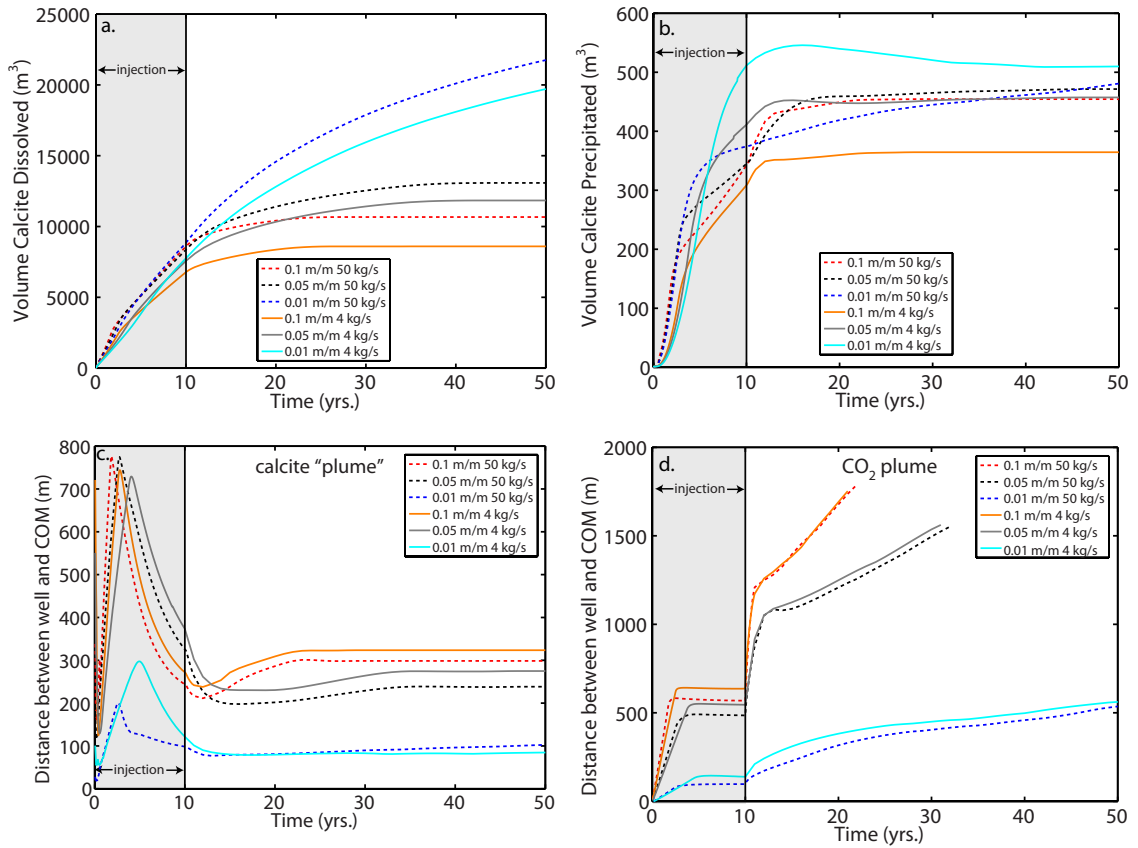 a.
Volume Calcite Dissolved (m³)
25000
20000
15000
10000
5000
0
injection
0.1 m/m 50 kg/s
0.05 m/m 50 kg/s
0.01 m/m 50 kg/s
0.1 m/m 4 kg/s
0.05 m/m 4 kg/s
0.01 m/m 4 kg/s
0 10 20 30 40 50
Time (yrs.)
b.
Volume Calcite Precipitated (m³)
600
500
400
300
200
100
0
injection
0.1 m/m 50 kg/s
0.05 m/m 50 kg/s
0.01 m/m 50 kg/s
0.1 m/m 4 kg/s
0.05 m/m 4 kg/s
0.01 m/m 4 kg/s
0 10 20 30 40 50
Time (yrs.)
c.
calcite “plume”
Distance between well and COM (m)
800
700
600
500
400
300
200
100
0
0.1 m/m 50 kg/s
0.05 m/m 50 kg/s
0.01 m/m 50 kg/s
0.1 m/m 4 kg/s
0.05 m/m 4 kg/s
0.01 m/m 4 kg/s
injection
0 10 20 30 40 50
Time (yrs.)
d.
CO₂ plume
Distance between well and COM (m)
2000
1500
1000
500
0
injection
0.1 m/m 50 kg/s
0.05 m/m 50 kg/s
0.01 m/m 50 kg/s
0.1 m/m 4 kg/s
0.05 m/m 4 kg/s
0.01 m/m 4 kg/s
0 10 20 30 40 50
Time (yrs.)